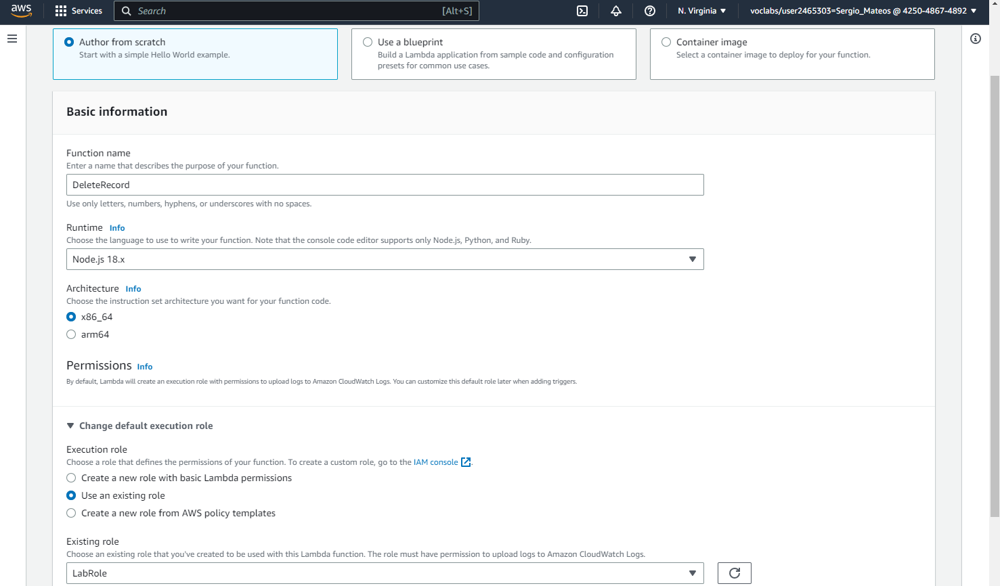 aws
Services
Search
[Alt+S]
N. Virginia
voclabs/user2465303=Sergio_Mateos @ 4250-4867-4892
Author from scratch
Start with a simple Hello World example.
Use a blueprint
Build a Lambda application from sample code and configuration
presets for common use cases.
Container image
Select a container image to deploy for your function.
Basic information
Function name
Enter a name that describes the purpose of your function.
DeleteRecord
Use only letters, numbers, hyphens, or underscores with no spaces.
Runtime Info
Choose the language to use to write your function. Note that the console code editor supports only Node.js, Python, and Ruby.
Node.js 18.x
Architecture Info
Choose the instruction set architecture you want for your function code.
x86_64
arm64
Permissions Info
By default, Lambda will create an execution role with permissions to upload logs to Amazon CloudWatch Logs. You can customize this default role later when adding triggers.
Change default execution role
Execution role
Choose a role that defines the permissions of your function. To create a custom role, go to the IAM console.
Create a new role with basic Lambda permissions
Use an existing role
Create a new role from AWS policy templates
Existing role
Choose an existing role that you've created to be used with this Lambda function. The role must have permission to upload logs to Amazon CloudWatch Logs.
LabRole